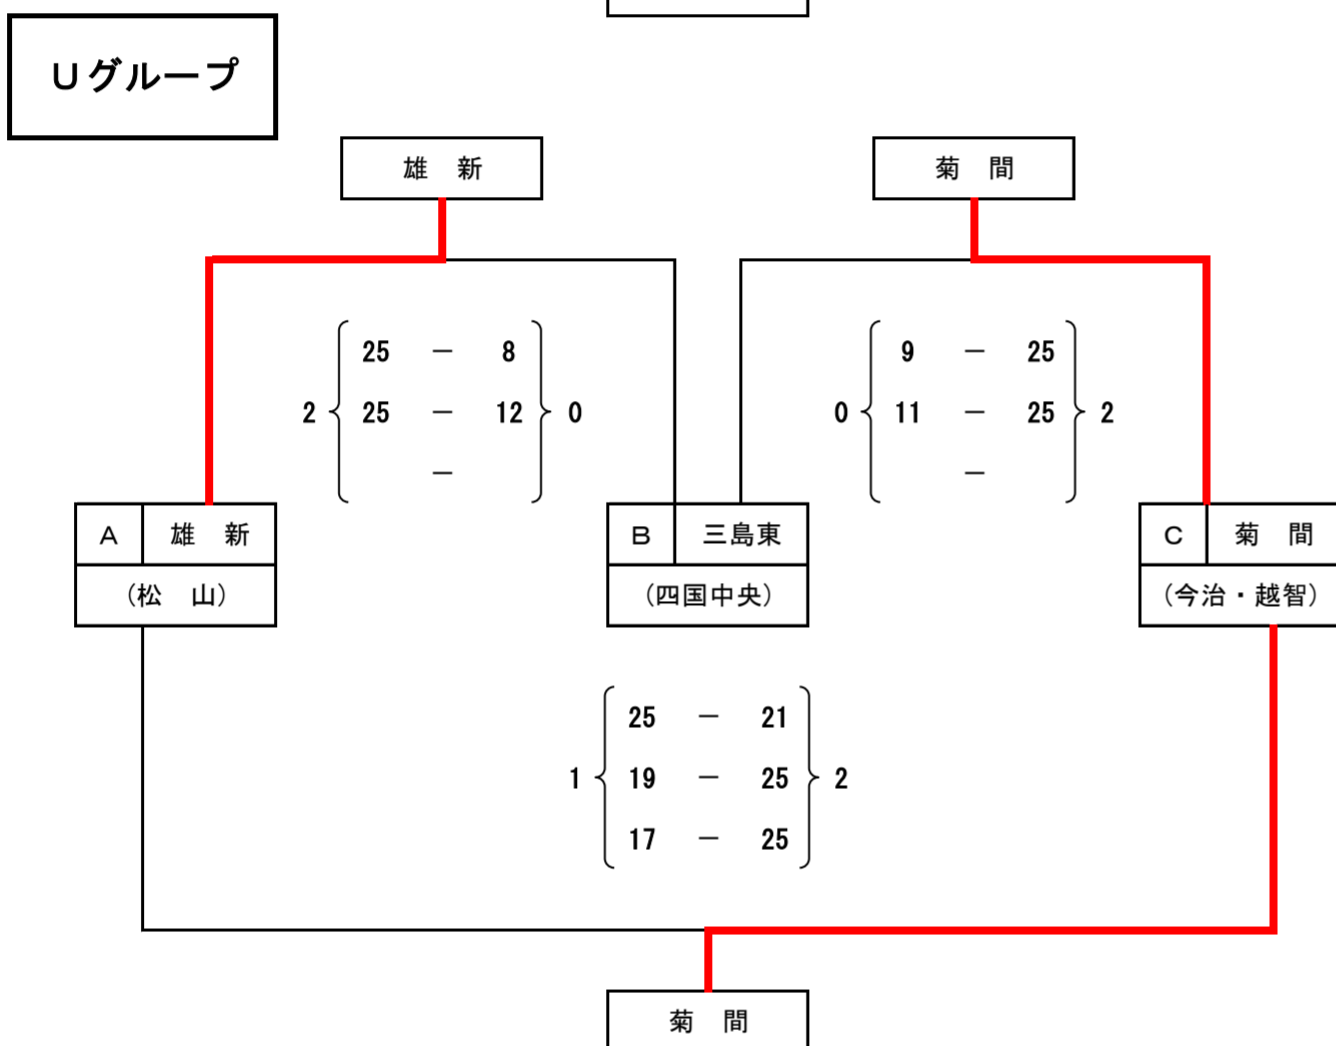 Uグループ
雄　新
菊　間
25 － 8
9 － 25
2 25 － 12 0
0 11 － 25 2
－
－
A 雄　新
B 三島東
C 菊　間
（松　山）
（四国中央）
（今治・越智）
25 － 21
1 19 － 25 2
17 － 25
菊　間